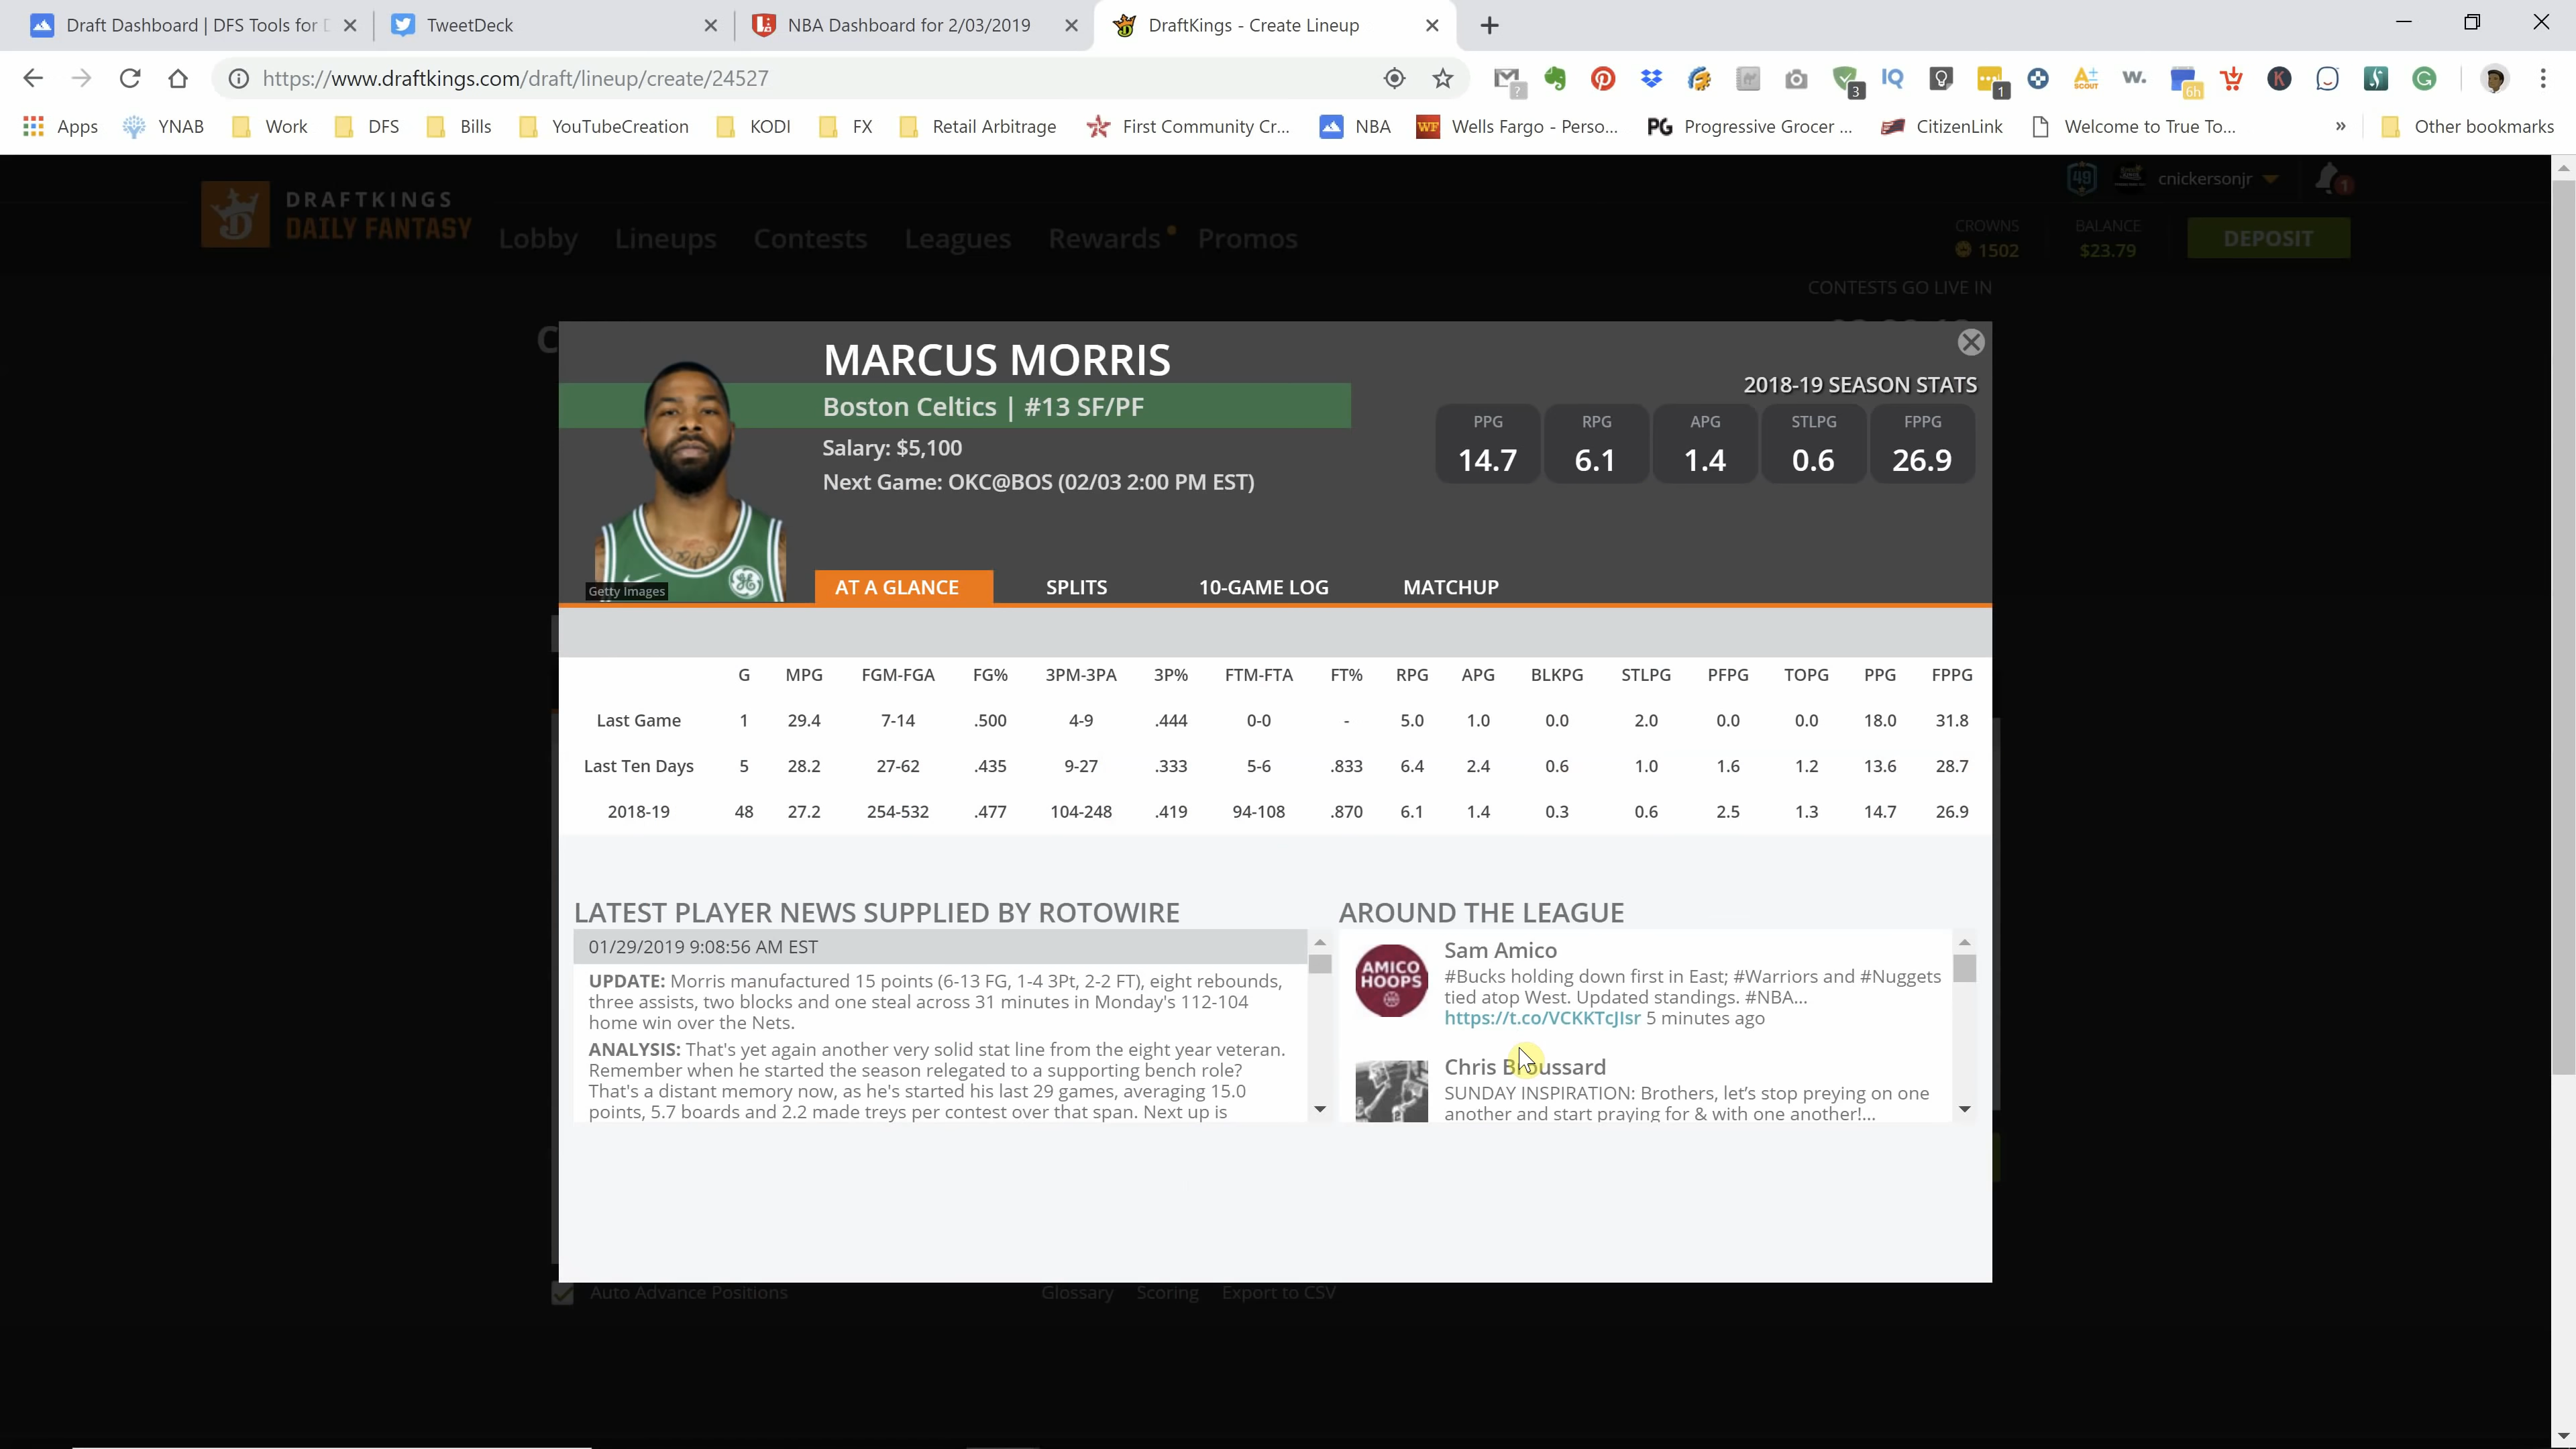 Draft Dashboard | DFS Tools for D
TweetDeck
NBA Dashboard for 2/03/2019
DraftKings - Create Lineup
https://www.draftkings.com/draft/lineup/create/24527
? 3 IQ 1 A+ SCOUT w. 6h K G
Apps YNAB Work DFS Bills YouTubeCreation KODI FX Retail Arbitrage First Community Cr... NBA WF Wells Fargo - Perso... PG Progressive Grocer ... CitizenLink Welcome to True To... » Other bookmarks
49 cnickersonjr 1
DRAFTKINGS
DAILY FANTASY
Lobby Lineups Contests Leagues Rewards Promos
CROWNS
1502
BALANCE
$23.79
DEPOSIT
CONTESTS GO LIVE IN
C
MARCUS MORRIS
Boston Celtics | #13 SF/PF
Salary: $5,100
Next Game: OKC@BOS (02/03 2:00 PM EST)
2018-19 SEASON STATS
PPG RPG APG STLPG FPPG
14.7 6.1 1.4 0.6 26.9
Getty Images
AT A GLANCE SPLITS 10-GAME LOG MATCHUP
G MPG FGM-FGA FG% 3PM-3PA 3P% FTM-FTA FT% RPG APG BLKPG STLPG PFPG TOPG PPG FPPG
Last Game 1 29.4 7-14 .500 4-9 .444 0-0 - 5.0 1.0 0.0 2.0 0.0 0.0 18.0 31.8
Last Ten Days 5 28.2 27-62 .435 9-27 .333 5-6 .833 6.4 2.4 0.6 1.0 1.6 1.2 13.6 28.7
2018-19 48 27.2 254-532 .477 104-248 .419 94-108 .870 6.1 1.4 0.3 0.6 2.5 1.3 14.7 26.9
LATEST PLAYER NEWS SUPPLIED BY ROTOWIRE
01/29/2019 9:08:56 AM EST
UPDATE: Morris manufactured 15 points (6-13 FG, 1-4 3Pt, 2-2 FT), eight rebounds,
three assists, two blocks and one steal across 31 minutes in Monday's 112-104
home win over the Nets.
ANALYSIS: That's yet again another very solid stat line from the eight year veteran.
Remember when he started the season relegated to a supporting bench role?
That's a distant memory now, as he's started his last 29 games, averaging 15.0
points, 5.7 boards and 2.2 made treys per contest over that span. Next up is
AROUND THE LEAGUE
AMICO
HOOPS
Sam Amico
#Bucks holding down first in East; #Warriors and #Nuggets
tied atop West. Updated standings. #NBA...
https://t.co/VCKKTcJIsr 5 minutes ago
Chris Broussard
SUNDAY INSPIRATION: Brothers, let's stop preying on one
another and start praying for & with one another!...
Auto Advance Positions
Glossary Scoring Export to CSV